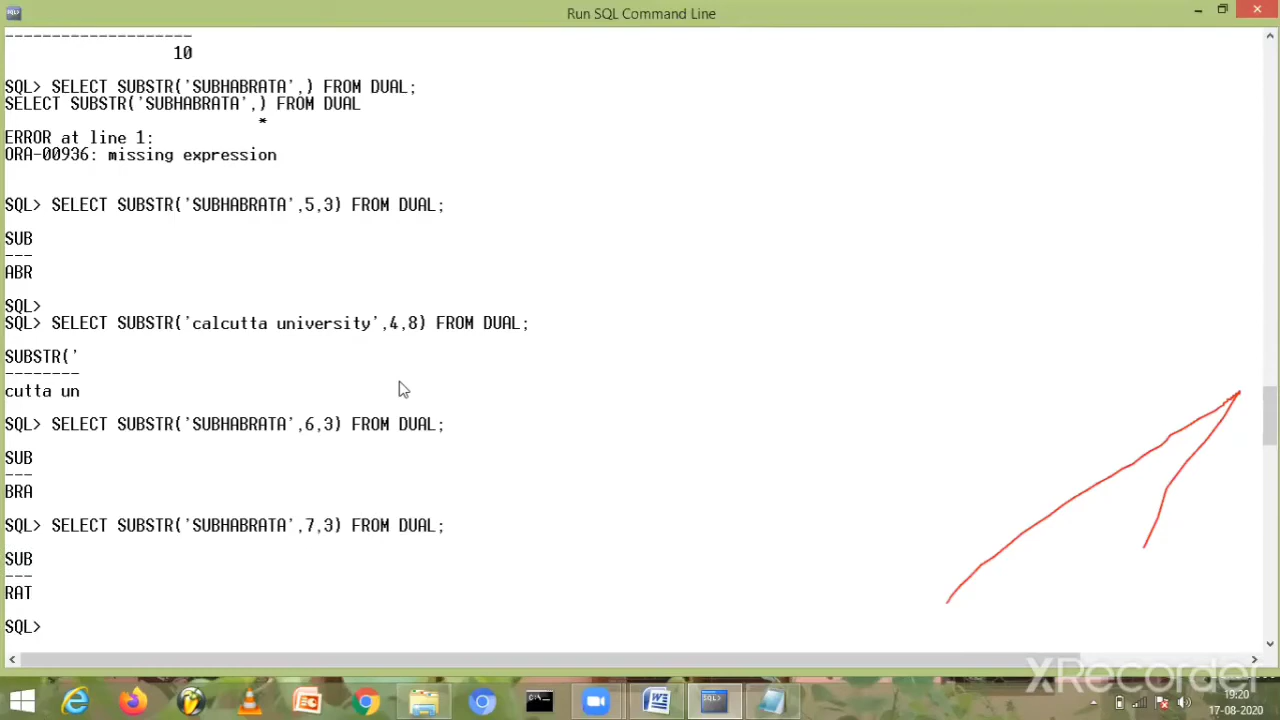 Run SQL Command Line
--------------------
10
SQL> SELECT SUBSTR('SUBHABRATA',) FROM DUAL;
SELECT SUBSTR('SUBHABRATA',) FROM DUAL
*
ERROR at line 1:
ORA-00936: missing expression
SQL> SELECT SUBSTR('SUBHABRATA',5,3) FROM DUAL;
SUB
---
ABR
SQL>
SQL> SELECT SUBSTR('calcutta university',4,8) FROM DUAL;
SUBSTR('
--------
cutta un
SQL> SELECT SUBSTR('SUBHABRATA',6,3) FROM DUAL;
SUB
---
BRA
SQL> SELECT SUBSTR('SUBHABRATA',7,3) FROM DUAL;
SUB
---
RAT
SQL>
XRecorder
19:20
17-08-2020